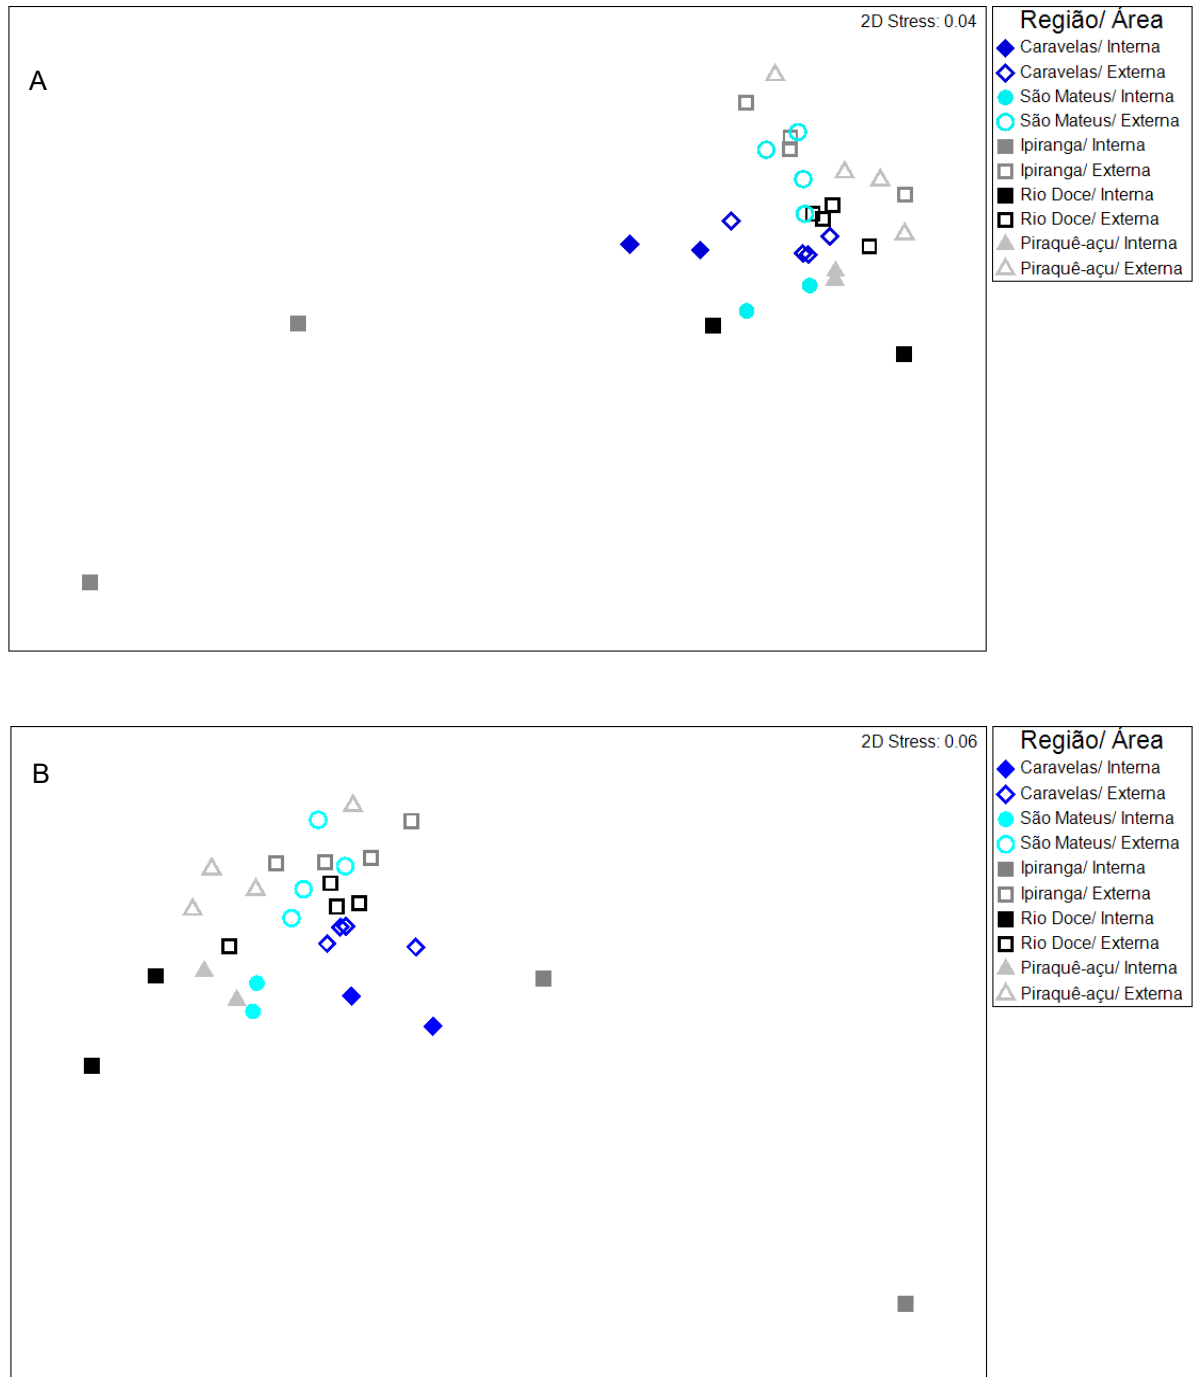 2D Stress: 0.04
A
Região/ Área
Caravelas/ Interna
Caravelas/ Externa
São Mateus/ Interna
São Mateus/ Externa
Ipiranga/ Interna
Ipiranga/ Externa
Rio Doce/ Interna
Rio Doce/ Externa
Piraquê-açu/ Interna
Piraquê-açu/ Externa
2D Stress: 0.06
B
Região/ Área
Caravelas/ Interna
Caravelas/ Externa
São Mateus/ Interna
São Mateus/ Externa
Ipiranga/ Interna
Ipiranga/ Externa
Rio Doce/ Interna
Rio Doce/ Externa
Piraquê-açu/ Interna
Piraquê-açu/ Externa